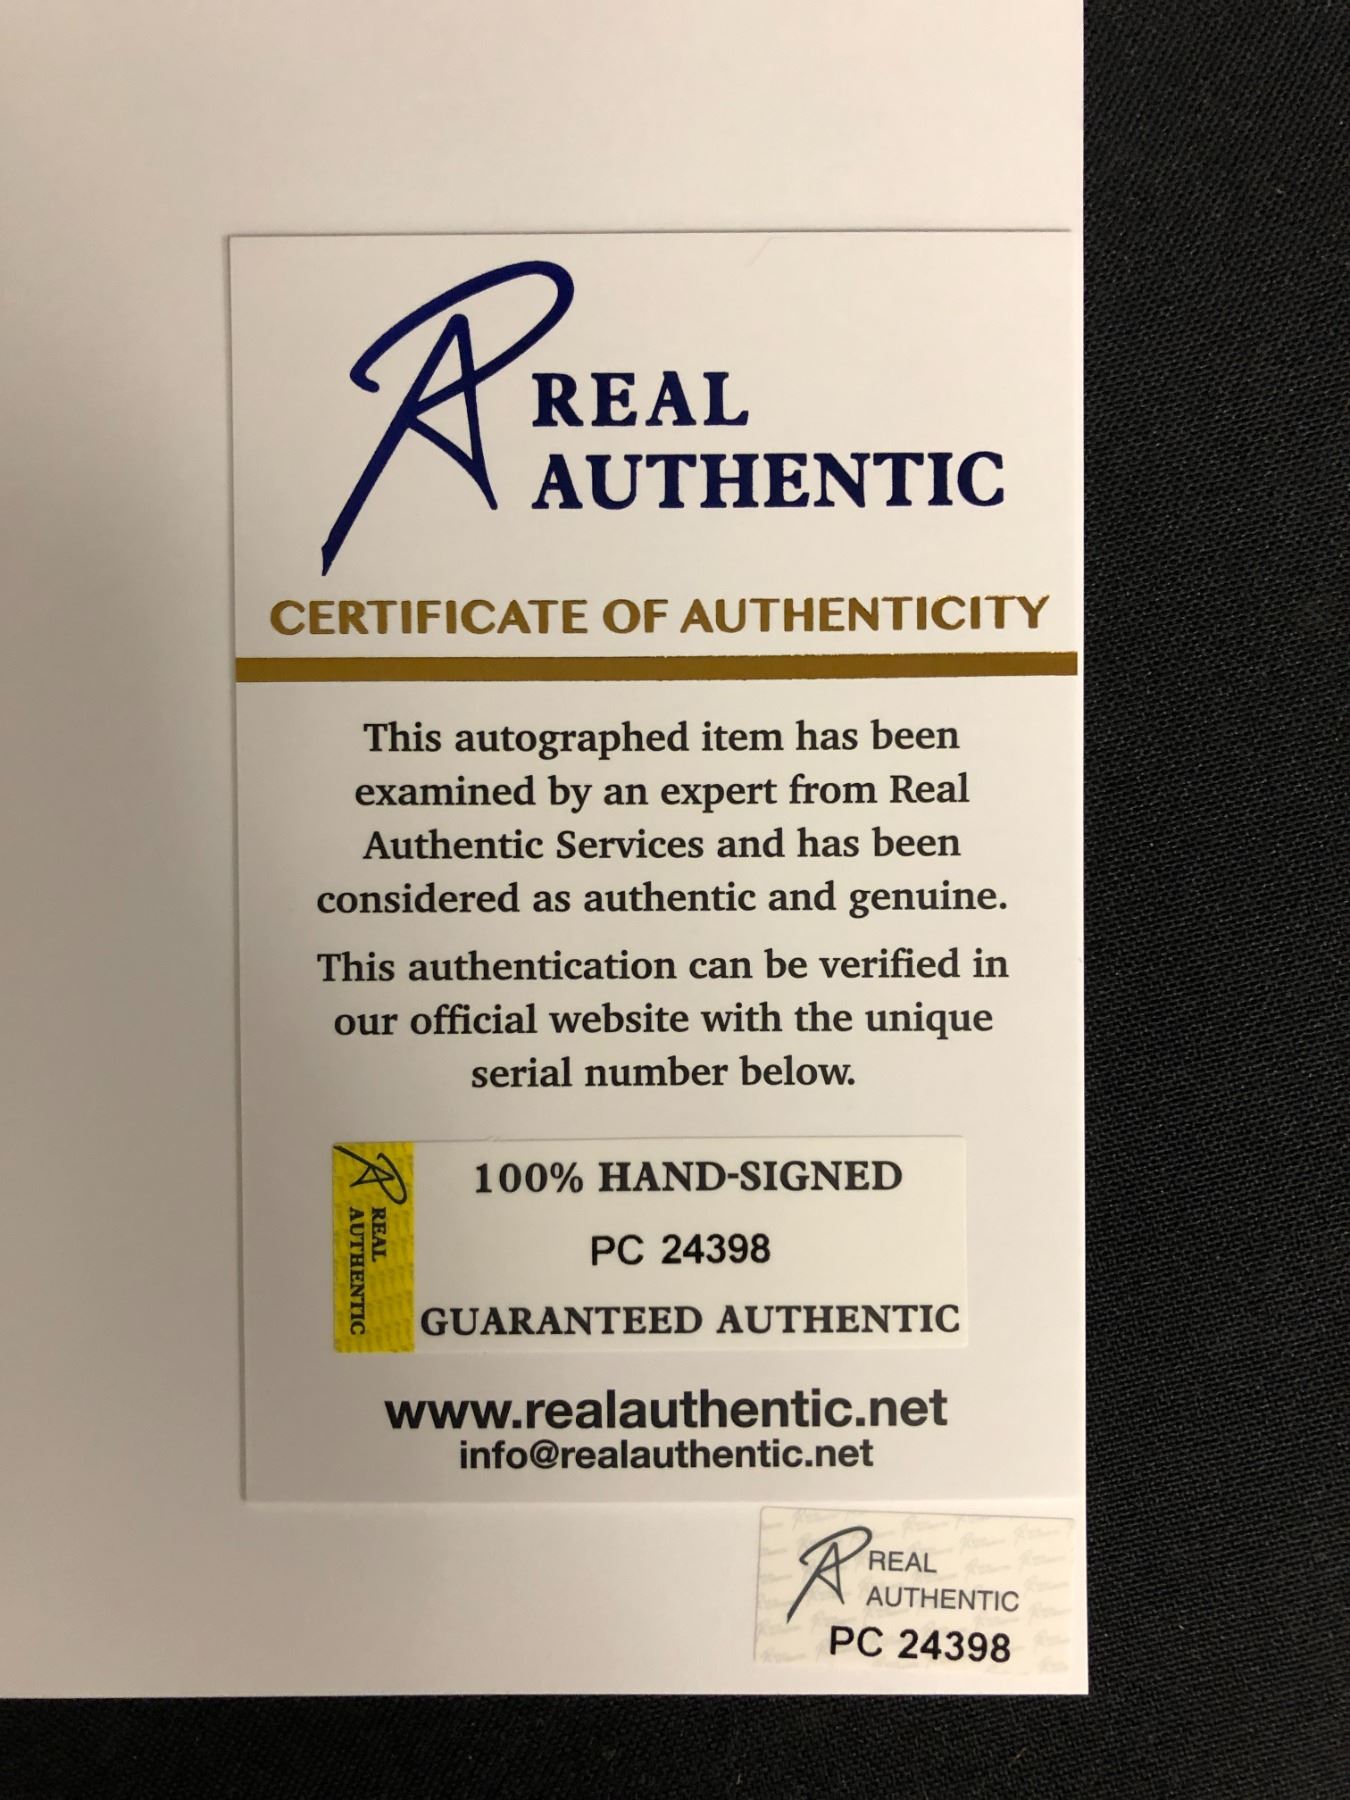 RA REAL
AUTHENTIC
CERTIFICATE OF AUTHENTICITY
This autographed item has been
examined by an expert from Real
Authentic Services and has been
considered as authentic and genuine.
This authentication can be verified in
our official website with the unique
serial number below.
RA REAL
AUTHENTIC
100% HAND-SIGNED
PC 24398
GUARANTEED AUTHENTIC
www.realauthentic.net
info@realauthentic.net
RA REAL
AUTHENTIC
PC 24398